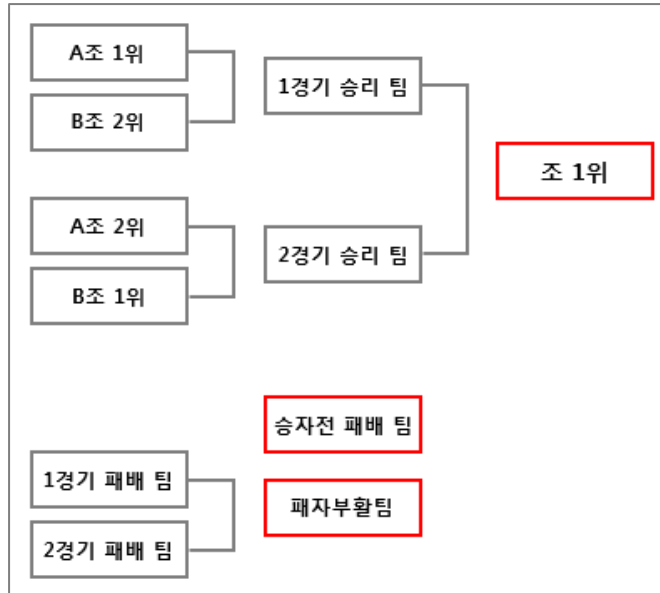 A조 1위
B조 2위
1경기 승리 팀
조 1위
A조 2위
B조 1위
2경기 승리 팀
승자전 패배 팀
1경기 패배 팀
2경기 패배 팀
패자부활팀